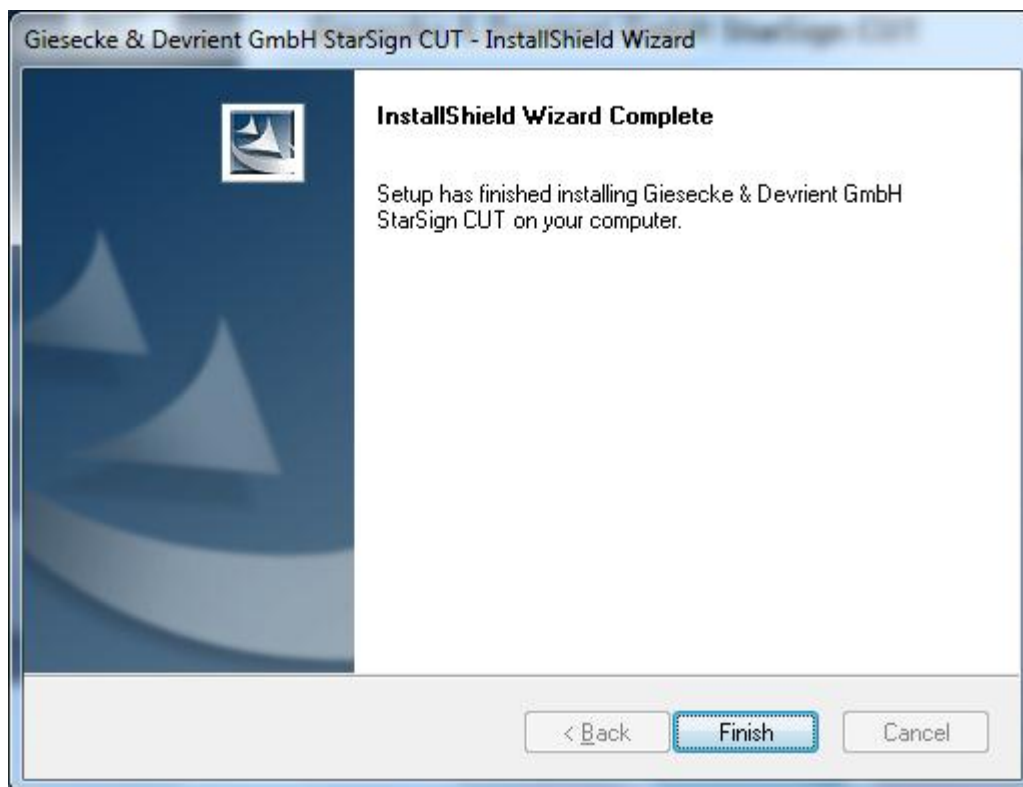 Giesecke & Devrient GmbH StarSign CUT - InstallShield Wizard
InstallShield Wizard Complete
Setup has finished installing Giesecke & Devrient GmbH
StarSign CUT on your computer.
< Back
Finish
Cancel